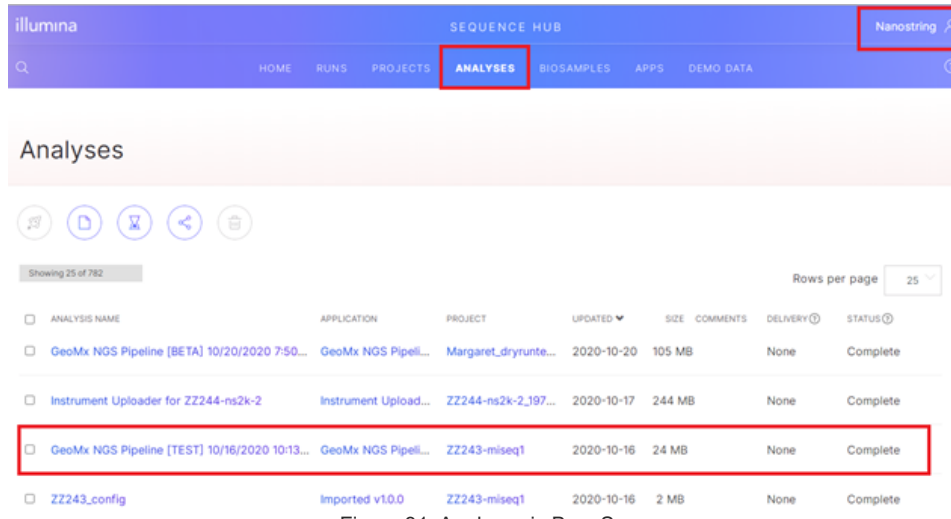 illumina SEQUENCE HUB Nanostring
HOME RUNS PROJECTS ANALYSES BIOSAMPLES APPS DEMO DATA
Analyses
Showing 25 of 782
Rows per page 25
ANALYSIS NAME APPLICATION PROJECT UPDATED SIZE COMMENTS DELIVERY STATUS
GeoMx NGS Pipeline [BETA] 10/20/2020 7:50... GeoMx NGS Pipeli... Margaret_dryrunte... 2020-10-20 105 MB None Complete
Instrument Uploader for ZZ244-ns2k-2 Instrument Upload... ZZ244-ns2k-2_197... 2020-10-17 244 MB None Complete
GeoMx NGS Pipeline [TEST] 10/16/2020 10:13... GeoMx NGS Pipeli... ZZ243-miseq1 2020-10-16 24 MB None Complete
ZZ243_config Imported v1.0.0 ZZ243-miseq1 2020-10-16 2 MB None Complete